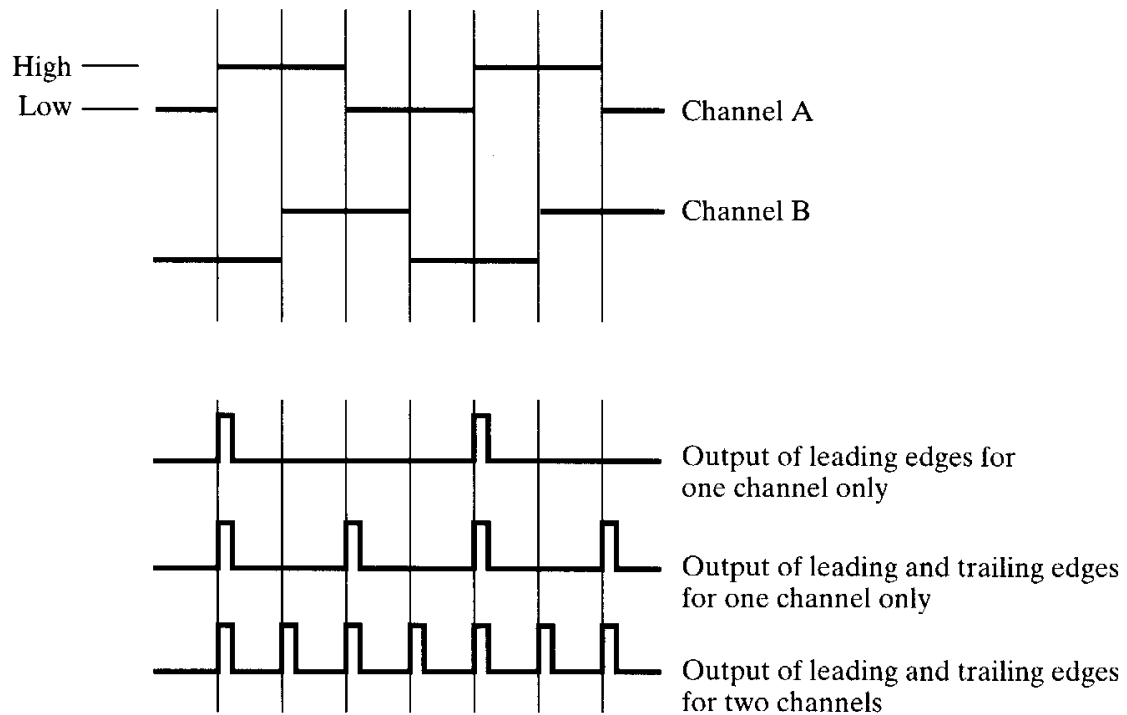 High
Low
Channel A
Channel B
Output of leading edges for
one channel only
Output of leading and trailing edges
for one channel only
Output of leading and trailing edges
for two channels